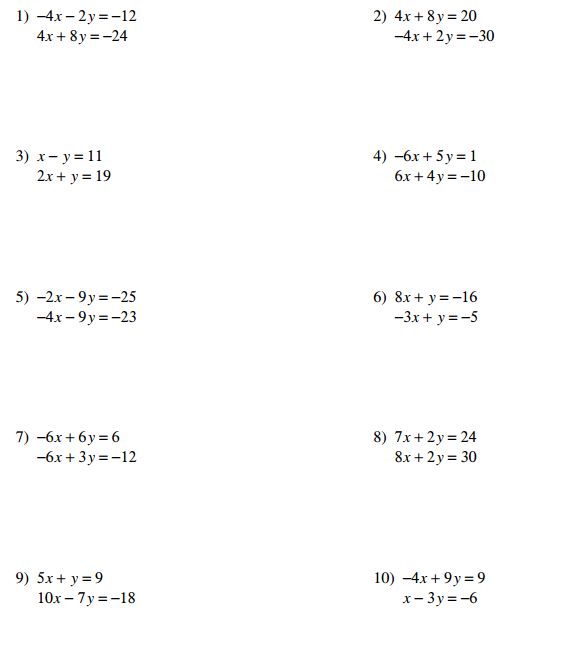 1) −4x − 2y = −12
4x + 8y = −24
2) 4x + 8y = 20
−4x + 2y = −30
3) x − y = 11
2x + y = 19
4) −6x + 5y = 1
6x + 4y = −10
5) −2x − 9y = −25
−4x − 9y = −23
6) 8x + y = −16
−3x + y = −5
7) −6x + 6y = 6
−6x + 3y = −12
8) 7x + 2y = 24
8x + 2y = 30
9) 5x + y = 9
10x − 7y = −18
10) −4x + 9y = 9
x − 3y = −6